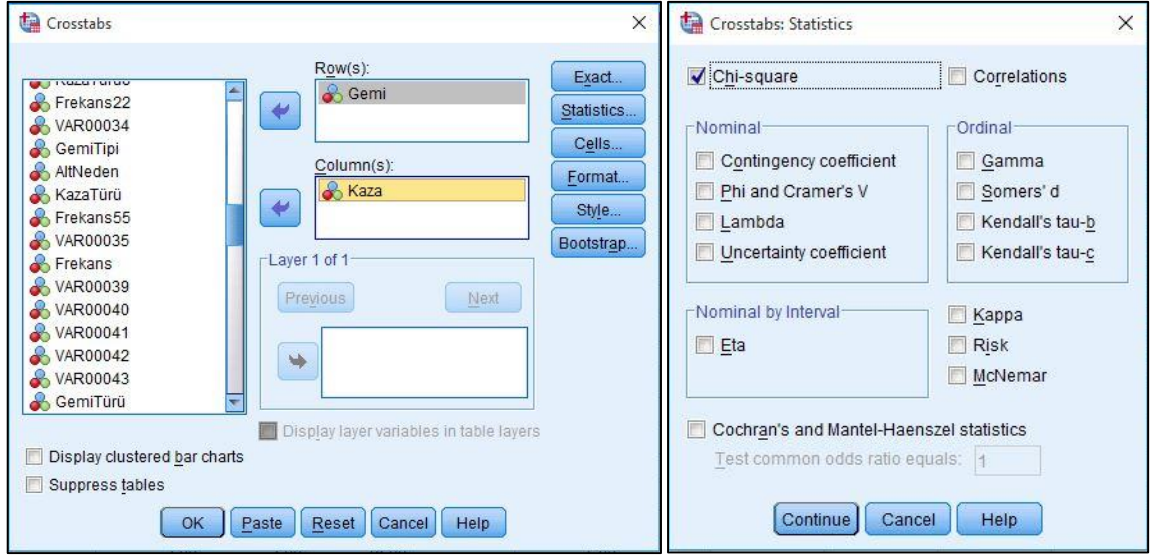 Crosstabs
Frekans22
VAR00034
GemiTipi
AltNeden
KazaTürü
Frekans55
VAR00035
Frekans
VAR00039
VAR00040
VAR00041
VAR00042
VAR00043
GemiTürü
Row(s):
Gemi
Column(s):
Kaza
Layer 1 of 1
Previous
Next
Display layer variables in table layers
Exact...
Statistics...
Cells...
Format...
Style...
Bootstrap...
Display clustered bar charts
Suppress tables
OK
Paste
Reset
Cancel
Help
Crosstabs: Statistics
Chi-square
Correlations
Nominal
Contingency coefficient
Phi and Cramer's V
Lambda
Uncertainty coefficient
Ordinal
Gamma
Somers' d
Kendall's tau-b
Kendall's tau-c
Nominal by Interval
Eta
Kappa
Risk
McNemar
Cochran's and Mantel-Haenszel statistics
Test common odds ratio equals: 1
Continue
Cancel
Help